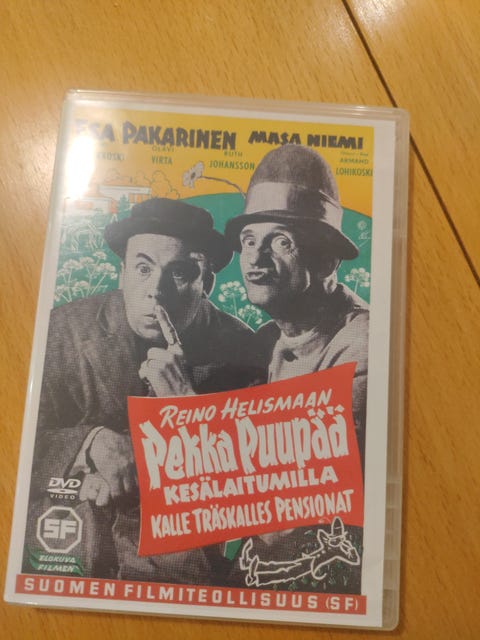 ESA PAKARINEN MASA NIEMI
OLAVI
VIRTA
RUTH
JOHANSSON
ARMAND
LOHIKOSKI
REINO HELISMAAN
Pekka Puupää
KESÄLAITUMILLA
KALLE TRÄSKALLES PENSIONAT
DVD
VIDEO
SF
ELOKUVA
FILMEN
SUOMEN FILMITEOLLISUUS (SF)